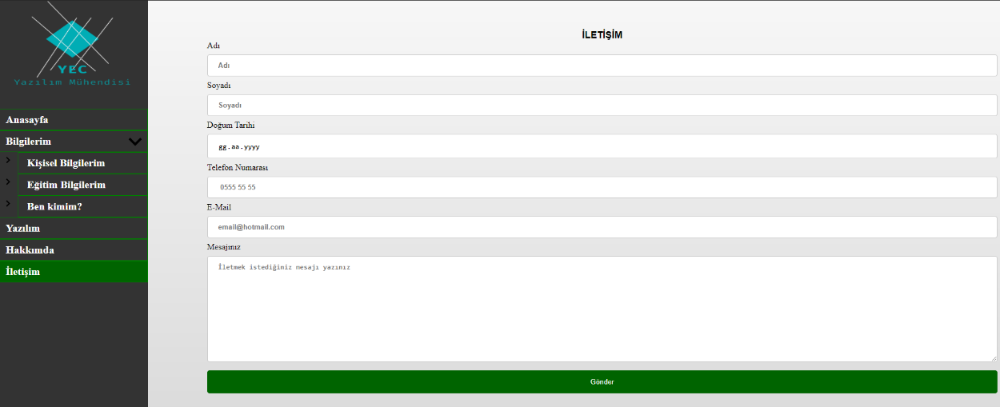 YEC
Yazılım Mühendisi
Anasayfa
Bilgilerim
Kişisel Bilgilerim
Eğitim Bilgilerim
Ben kimim?
Yazılım
Hakkımda
İletişim
İLETİŞİM
Adı
Adı
Soyadı
Soyadı
Doğum Tarihi
gg.aa.yyyy
Telefon Numarası
0555 55 55
E-Mail
email@hotmail.com
Mesajınız
İletmek istediğiniz mesajı yazınız
Gönder